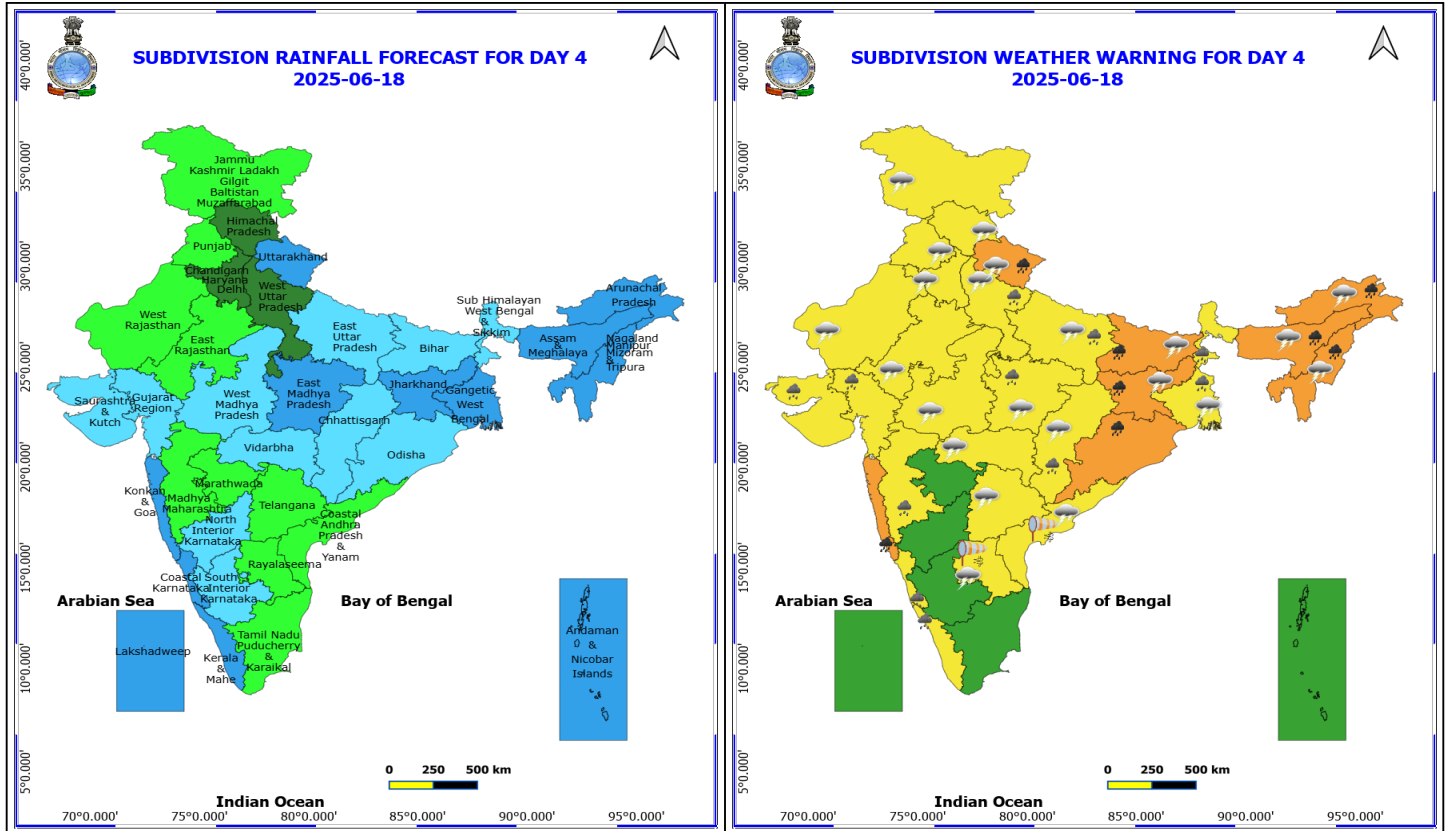 SUBDIVISION RAINFALL FORECAST FOR DAY 4
2025-06-18
40°0.000'
35°0.000'
30°0.000'
25°0.000'
20°0.000'
15°0.000'
10°0.000'
5°0.000'
Jammu
Kashmir Ladakh
Gilgit
Baltistan
Muzaffarabad
Himachal
Pradesh
Punjab
Uttarakhand
Chandigarh
Haryana
Delhi
West
Uttar
Pradesh
Arunachal
Pradesh
Sub Himalayan
West Bengal
&
Sikkim
West
Rajasthan
East
Rajasthan
East
Uttar
Pradesh
Bihar
Assam
&
Meghalaya
Nagaland
Manipur
Mizoram
&
Tripura
Saurashtra
&
Kutch
Gujarat
Region
West
Madhya
Pradesh
East
Madhya
Pradesh
Jharkhand
Gangetic
West
Bengal
Chhattisgarh
Vidarbha
Odisha
Konkan
&
Goa
Madhya
Maharashtra
Marathwada
Telangana
North
Interior
Karnataka
Coastal
Andhra
Pradesh
&
Yanam
Rayalaseema
Coastal
Karnataka
South
Interior
Karnataka
Arabian Sea
Bay of Bengal
Lakshadweep
Kerala
&
Mahe
Tamil Nadu
Puducherry
&
Karaikal
Andaman
&
Nicobar
Islands
0 250 500 km
Indian Ocean
70°0.000' 75°0.000' 80°0.000' 85°0.000' 90°0.000' 95°0.000'
SUBDIVISION WEATHER WARNING FOR DAY 4
2025-06-18
40°0.000'
35°0.000'
30°0.000'
25°0.000'
20°0.000'
15°0.000'
10°0.000'
5°0.000'
Arabian Sea
Bay of Bengal
0 250 500 km
Indian Ocean
70°0.000' 75°0.000' 80°0.000' 85°0.000' 90°0.000' 95°0.000'